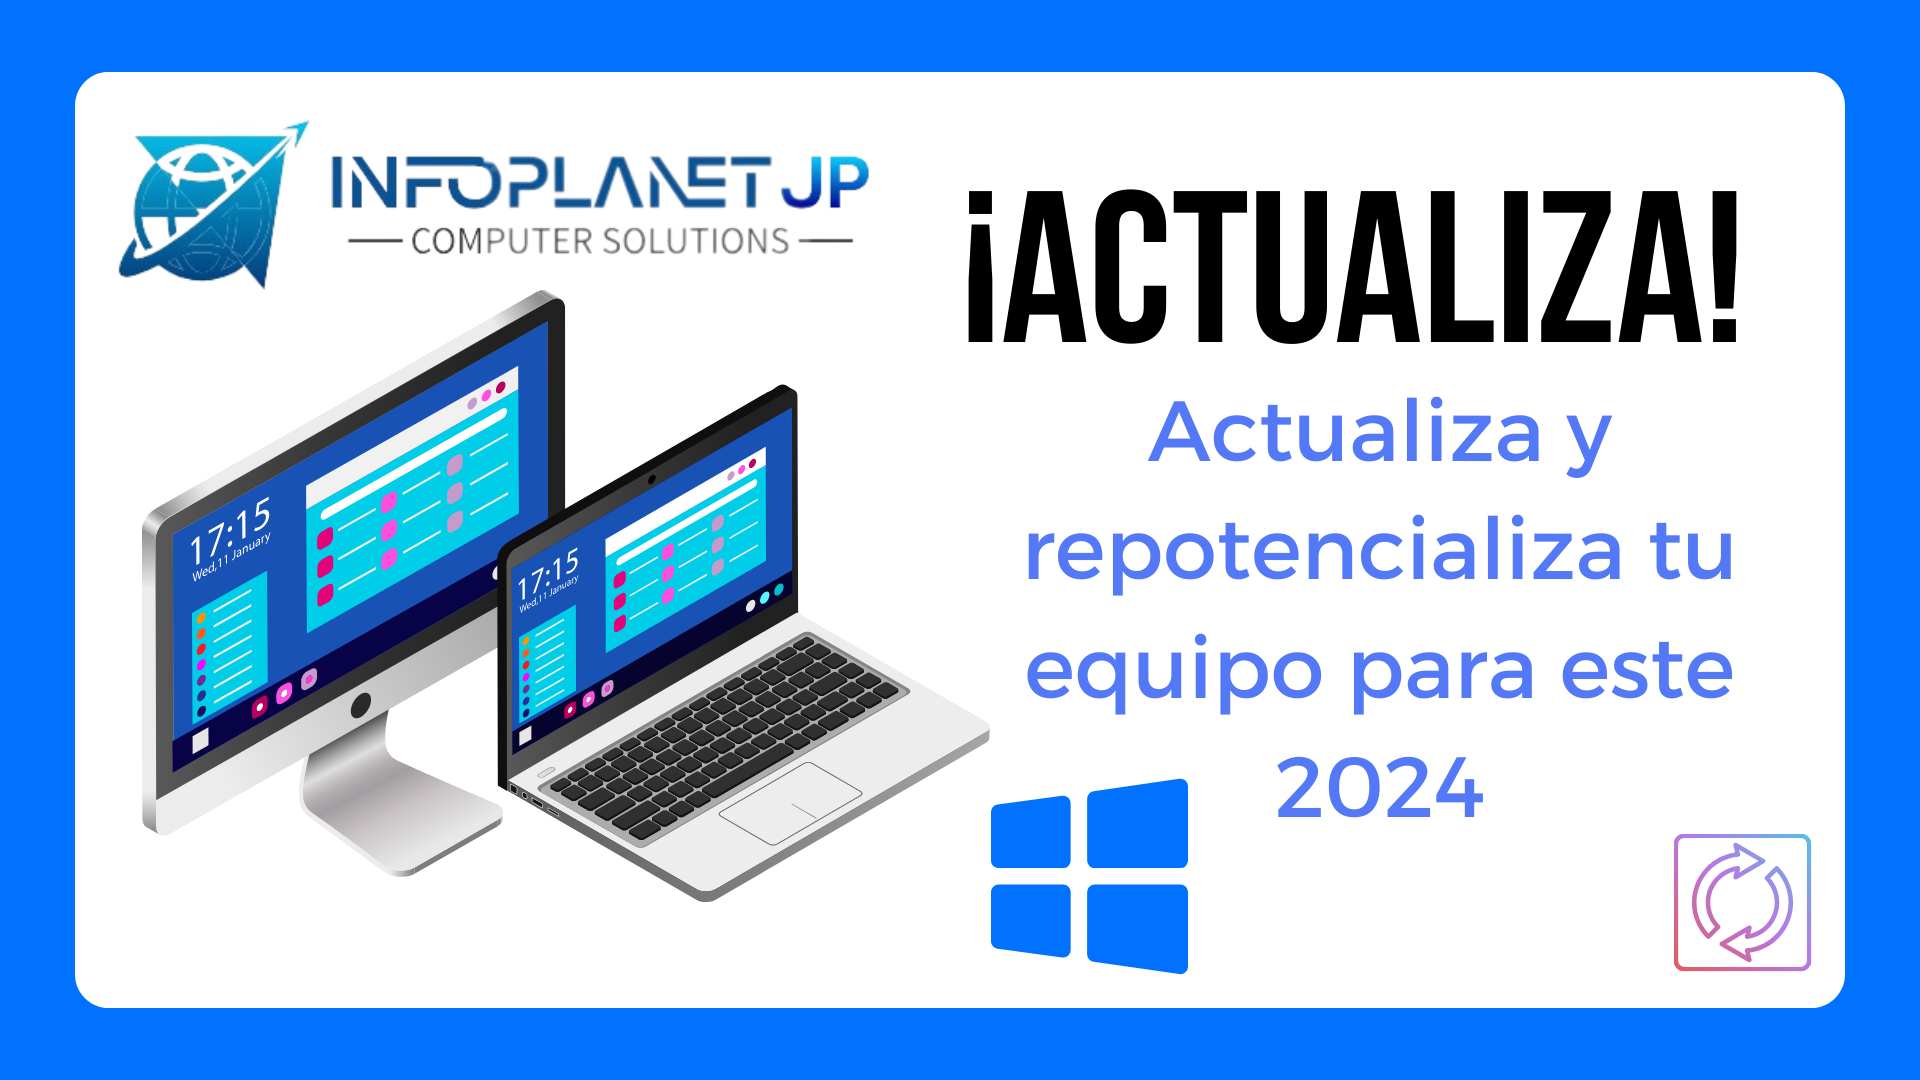 INFOPLANET JP
COMPUTER SOLUTIONS
¡ACTUALIZA!
Actualiza y
repotencializa tu
equipo para este
2024
17:15
Wed,11 January
17:15
Wed,11 January